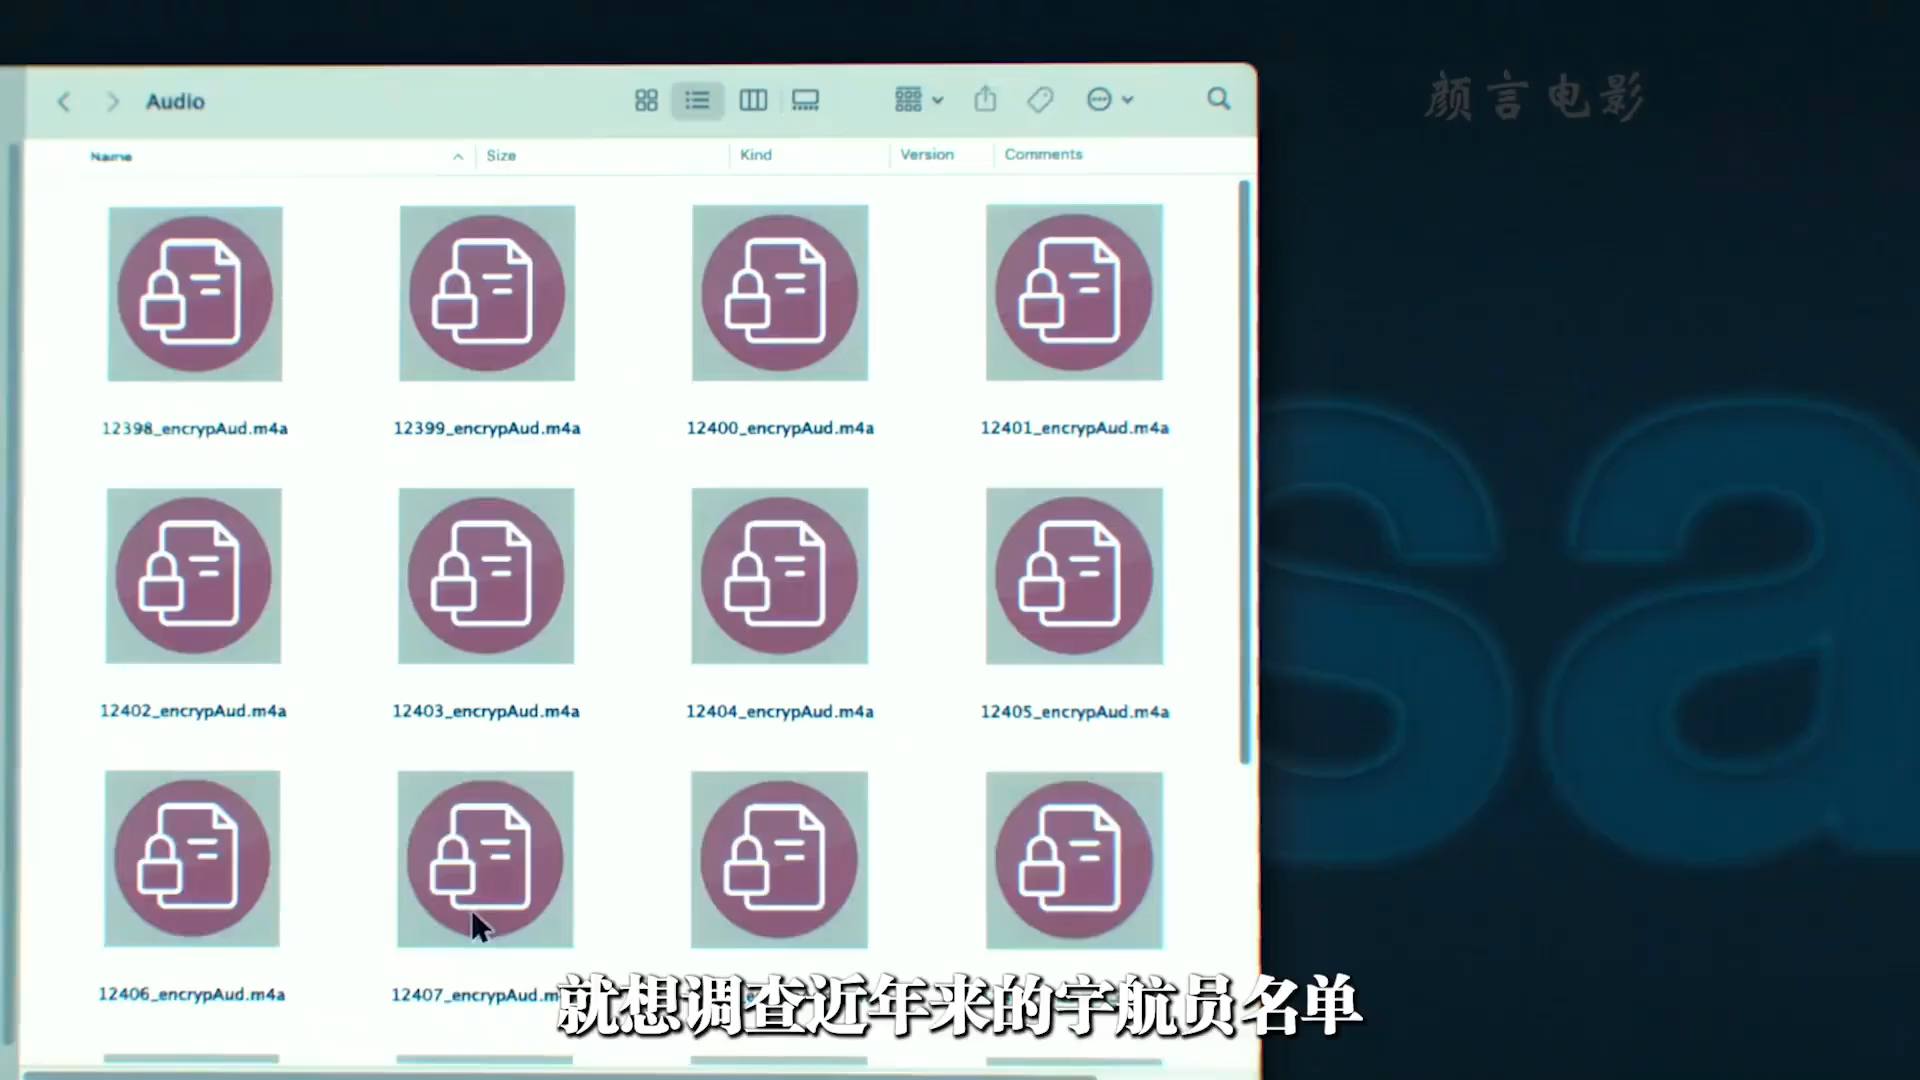 Audio
颜言电影
Name Size Kind Version Comments
12398_encrypAud.m4a 12399_encrypAud.m4a 12400_encrypAud.m4a 12401_encrypAud.m4a
12402_encrypAud.m4a 12403_encrypAud.m4a 12404_encrypAud.m4a 12405_encrypAud.m4a
12406_encrypAud.m4a 12407_encrypAud.m
就想调查近年来的宇航员名单
sa